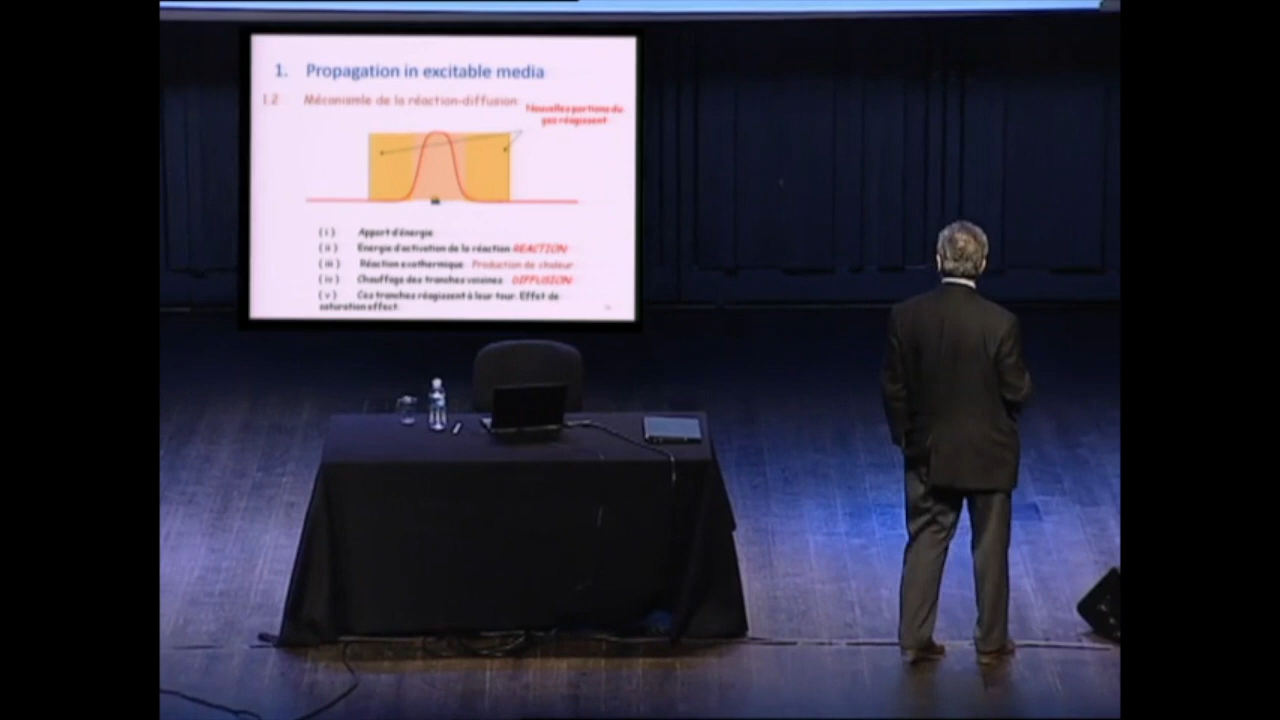 1. Propagation in excitable media
1.2 Mécanismle de la réaction-diffusion
Nouvelles portions du
gaz réagissent
(i) Apport d'énergie
(ii) Energie d'activation de la réaction REACTION
(iii) Réaction exothermique Production de chaleur
(iv) Chauffage des tranches voisines DIFFUSION
(v) Ces tranches réagissent à leur tour. Effet de
saturation effect.